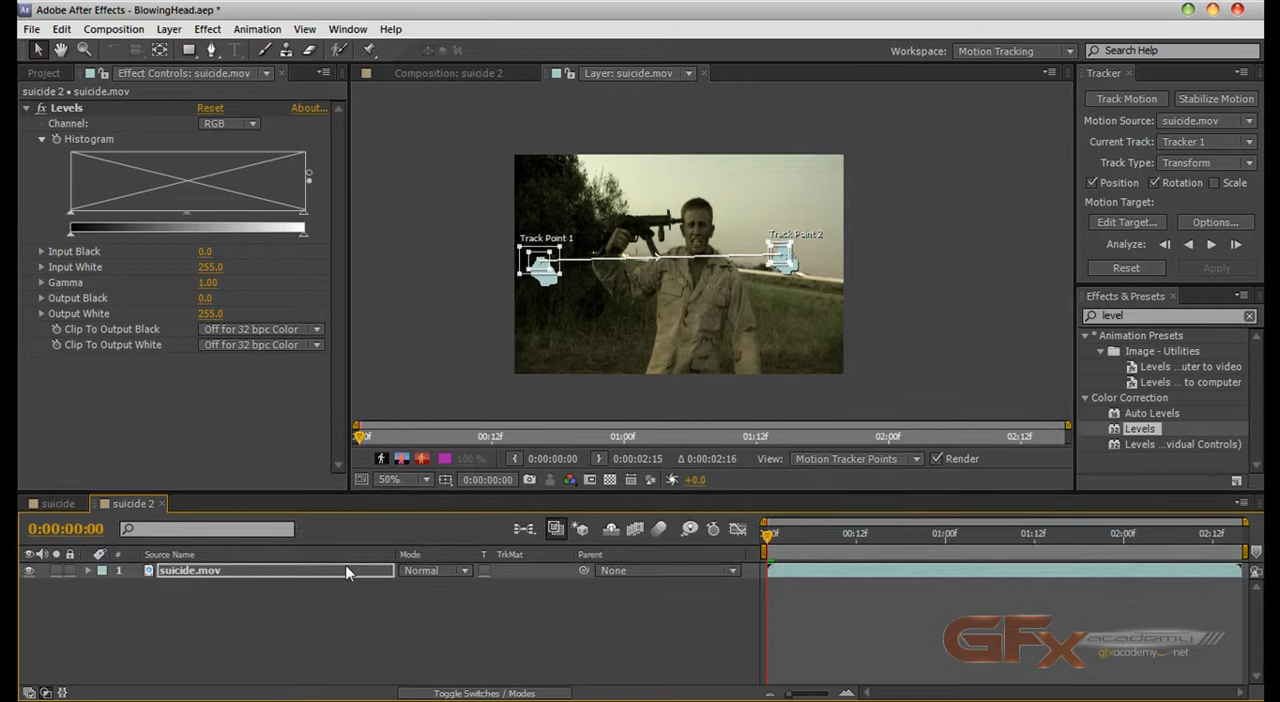 Adobe After Effects - BlowingHead.aep *
File Edit Composition Layer Effect Animation View Window Help
Workspace: Motion Tracking Search Help
Project Effect Controls: suicide.mov Composition: suicide 2 Layer: suicide.mov Tracker
suicide 2 • suicide.mov
Levels Reset About...
Channel: RGB
Histogram
Input Black 0.0
Input White 255.0
Gamma 1.00
Output Black 0.0
Output White 255.0
Clip To Output Black Off for 32 bpc Color
Clip To Output White Off for 32 bpc Color
Track Point 1
Track Point 2
Track Motion Stabilize Motion
Motion Source: suicide.mov
Current Track: Tracker 1
Track Type: Transform
Position Rotation Scale
Motion Target:
Edit Target... Options...
Analyze:
Reset Apply
Effects & Presets
level
* Animation Presets
Image - Utilities
Levels ...uter to video
Levels ... to computer
Color Correction
Auto Levels
Levels
Levels ...vidual Controls)
00f 00:12f 01:00f 01:12f 02:00f 02:12f
100 % 0:00:00:00 0:00:02:15 Δ 0:00:02:16 View: Motion Tracker Points Render
50% 0:00:00:00 +0.0
suicide suicide 2
0:00:00:00
00f 00:12f 01:00f 01:12f 02:00f 02:12f
# Source Name Mode T TrkMat Parent
1 suicide.mov Normal None
GFx academy
gfxacademy.net
Toggle Switches / Modes